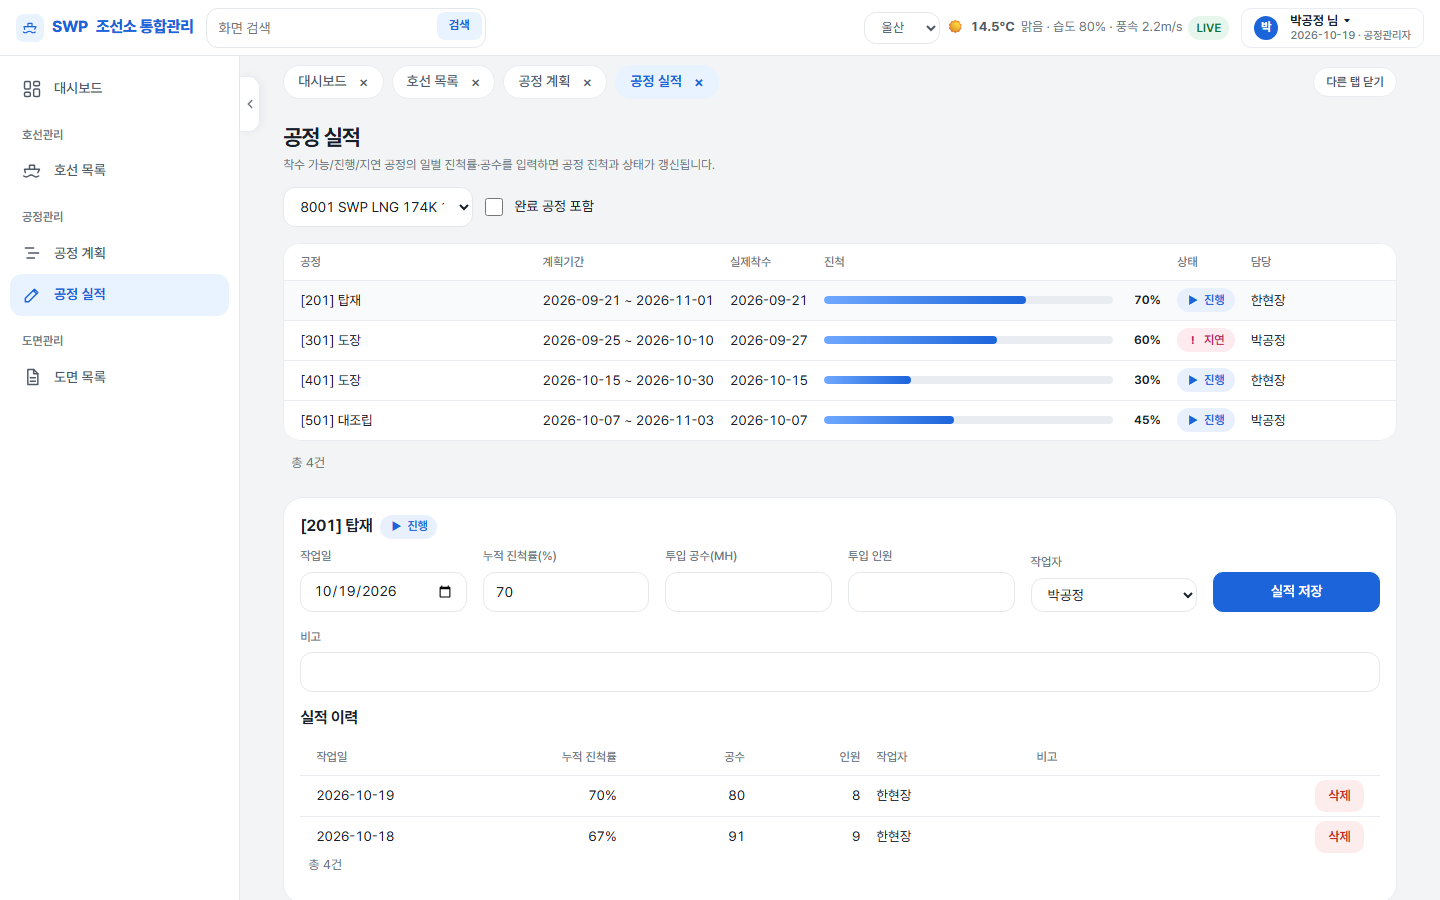 SWP 조선소 통합관리
화면 검색
검색
울산
14.5°C 맑음 · 습도 80% · 풍속 2.2m/s
LIVE
박
박공정 님
2026-10-19 · 공정관리자
대시보드
호선관리
호선 목록
공정관리
공정 계획
공정 실적
도면관리
도면 목록
대시보드 ×
호선 목록 ×
공정 계획 ×
공정 실적 ×
다른 탭 닫기
공정 실적
착수 가능/진행/지연 공정의 일별 진척률·공수를 입력하면 공정 진척과 상태가 갱신됩니다.
8001 SWP LNG 174K
완료 공정 포함
공정 계획기간 실제착수 진척 상태 담당
[201] 탑재 2026-09-21 ~ 2026-11-01 2026-09-21 70% ▶ 진행 한현장
[301] 도장 2026-09-25 ~ 2026-10-10 2026-09-27 60% ! 지연 박공정
[401] 도장 2026-10-15 ~ 2026-10-30 2026-10-15 30% ▶ 진행 한현장
[501] 대조립 2026-10-07 ~ 2026-11-03 2026-10-07 45% ▶ 진행 박공정
총 4건
[201] 탑재 ▶ 진행
작업일 누적 진척률(%) 투입 공수(MH) 투입 인원 작업자
10/19/2026 70 박공정 실적 저장
비고
실적 이력
작업일 누적 진척률 공수 인원 작업자 비고
2026-10-19 70% 80 8 한현장 삭제
2026-10-18 67% 91 9 한현장 삭제
총 4건